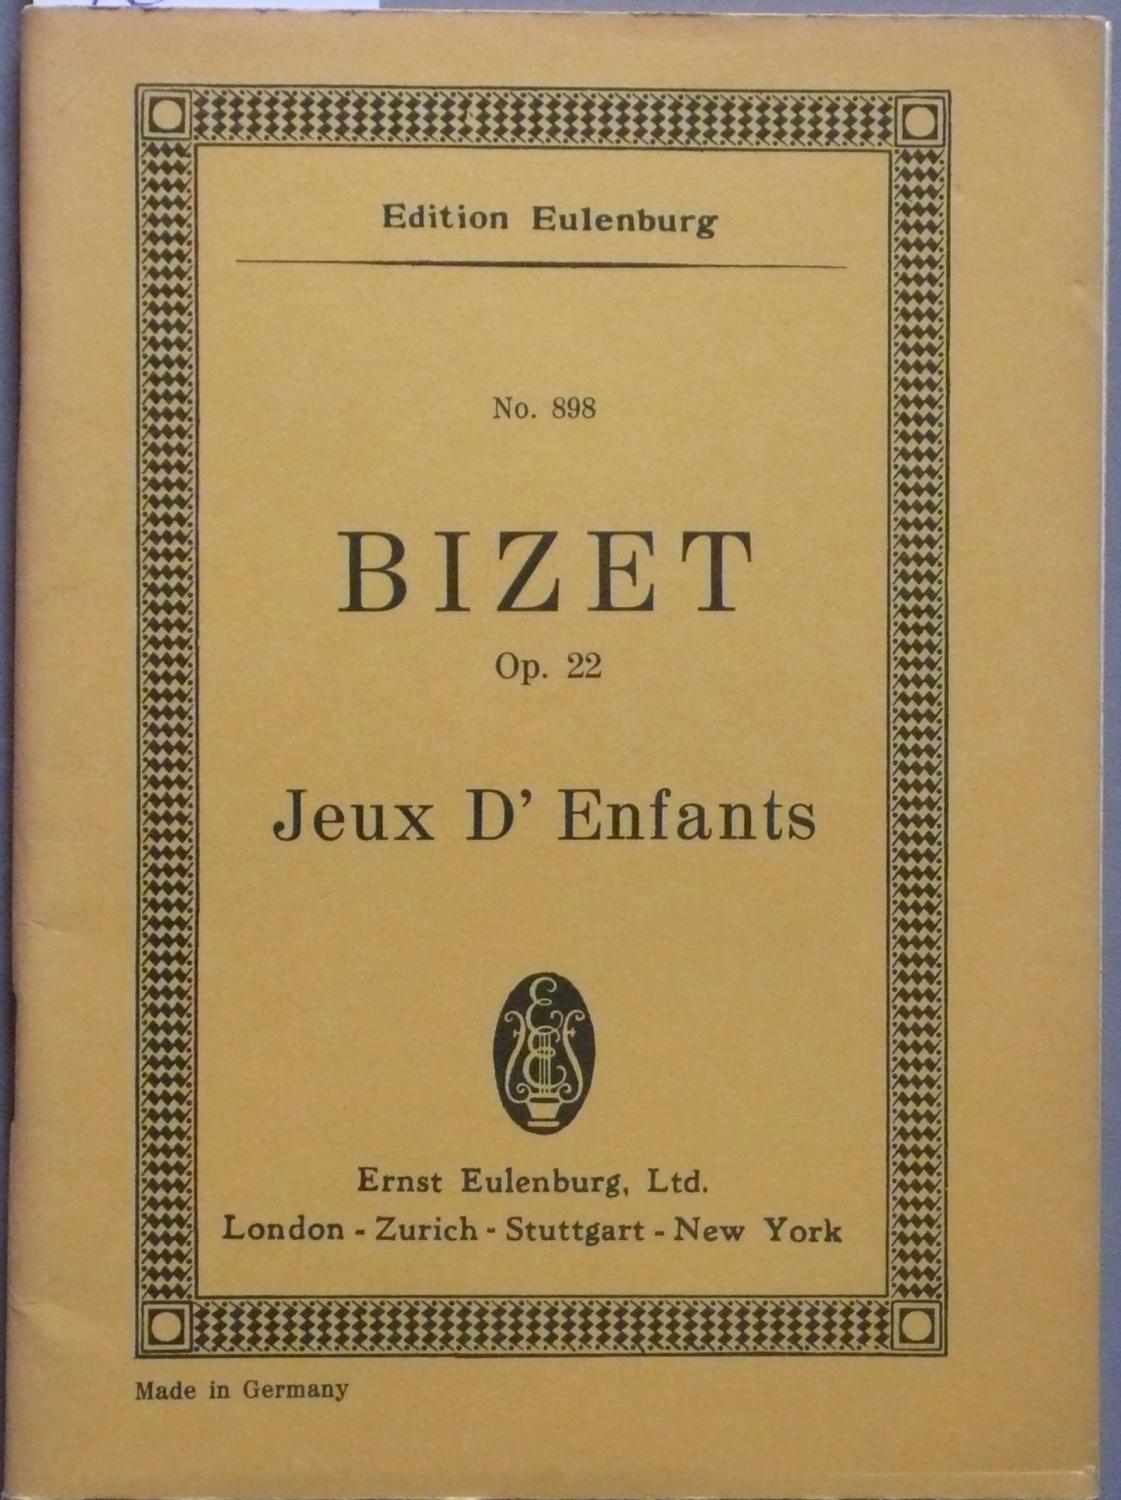 Edition Eulenburg
No. 898
BIZET
Op. 22
Jeux D' Enfants
Ernst Eulenburg, Ltd.
London - Zurich - Stuttgart - New York
Made in Germany